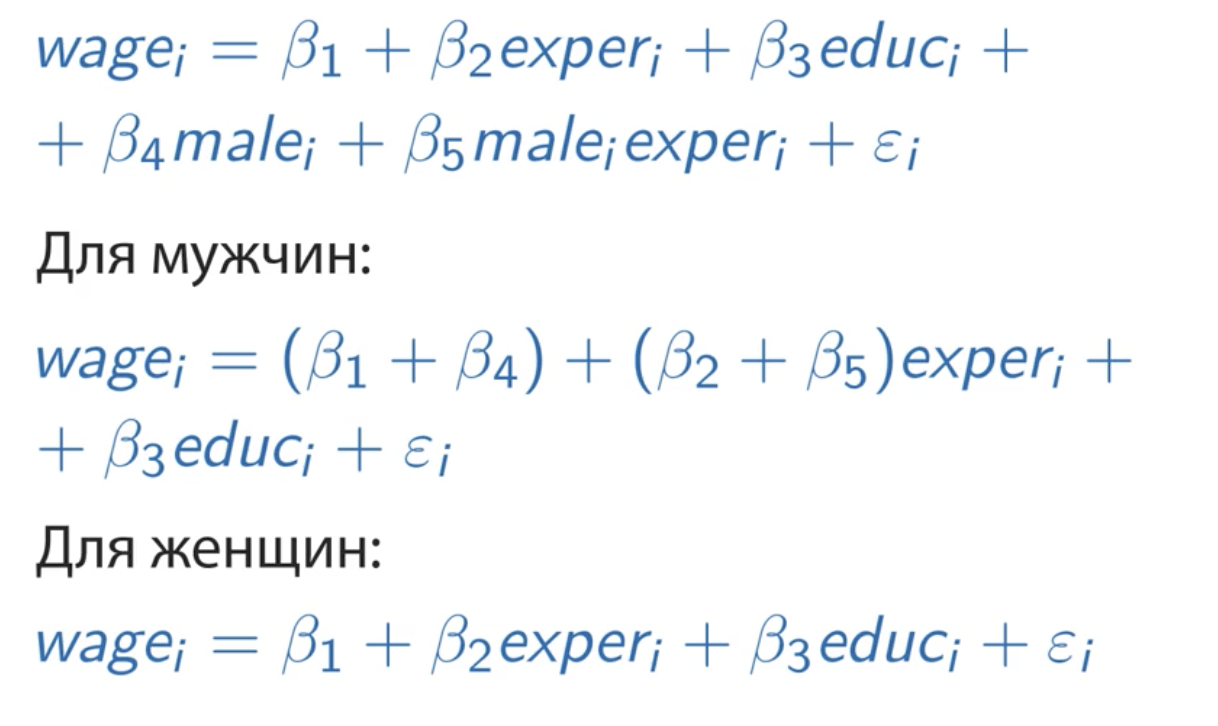 wageᵢ = β₁ + β₂experᵢ + β₃educᵢ +
+ β₄maleᵢ + β₅maleᵢexperᵢ + εᵢ
Для мужчин:
wageᵢ = (β₁ + β₄) + (β₂ + β₅)experᵢ +
+ β₃educᵢ + εᵢ
Для женщин:
wageᵢ = β₁ + β₂experᵢ + β₃educᵢ + εᵢ